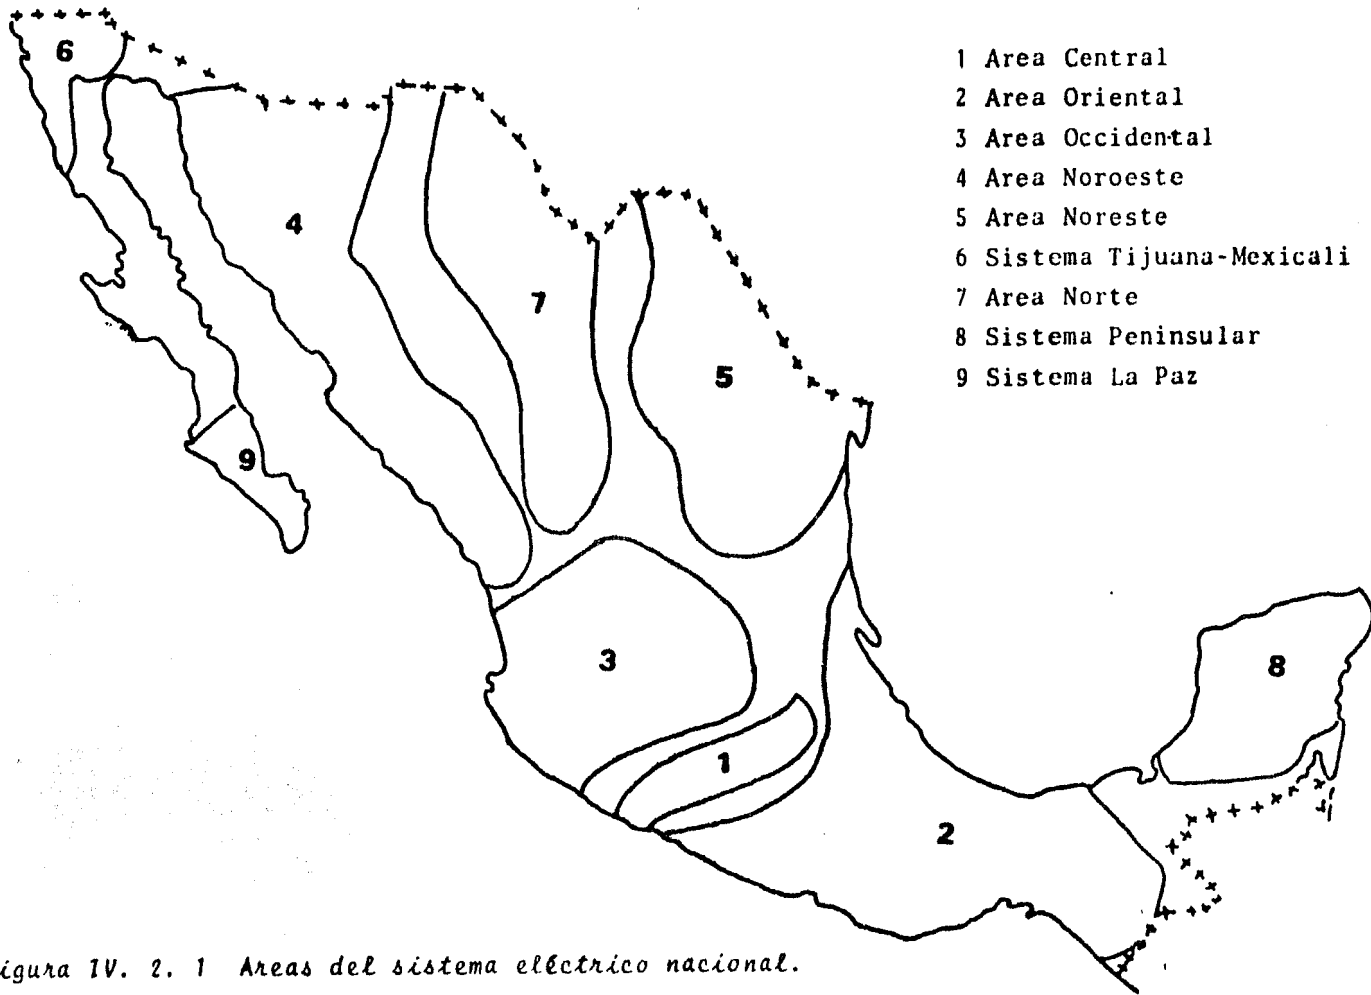 1 Area Central
2 Area Oriental
3 Area Occidental
4 Area Noroeste
5 Area Noreste
6 Sistema Tijuana-Mexicali
7 Area Norte
8 Sistema Peninsular
9 Sistema La Paz
6
4
7
5
9
3
8
1
2
igura IV. 2. 1 Areas del sistema eléctrico nacional.